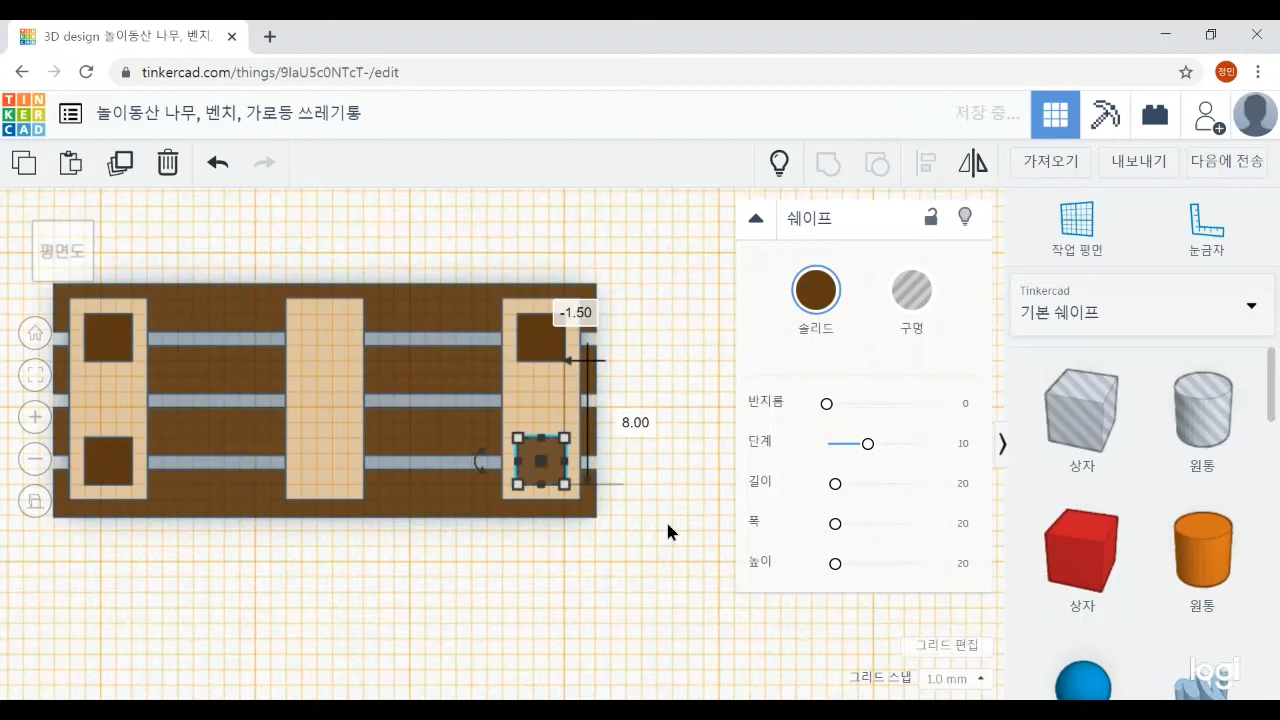 3D design 놀이동산 나무, 벤치,
tinkercad.com/things/9IaU5c0NTcT-/edit
정민
TIN
KER
CAD
놀이동산 나무, 벤치, 가로등 쓰레기통
저장 중...
가져오기
내보내기
다음에 전송
평면도
쉐이프
솔리드
구멍
반지름 0
단계 10
길이 20
폭 20
높이 20
-1.50
8.00
작업 평면
눈금자
Tinkercad
기본 쉐이프
상자
원통
상자
원통
그리드 편집
그리드 스냅 1.0 mm
logi